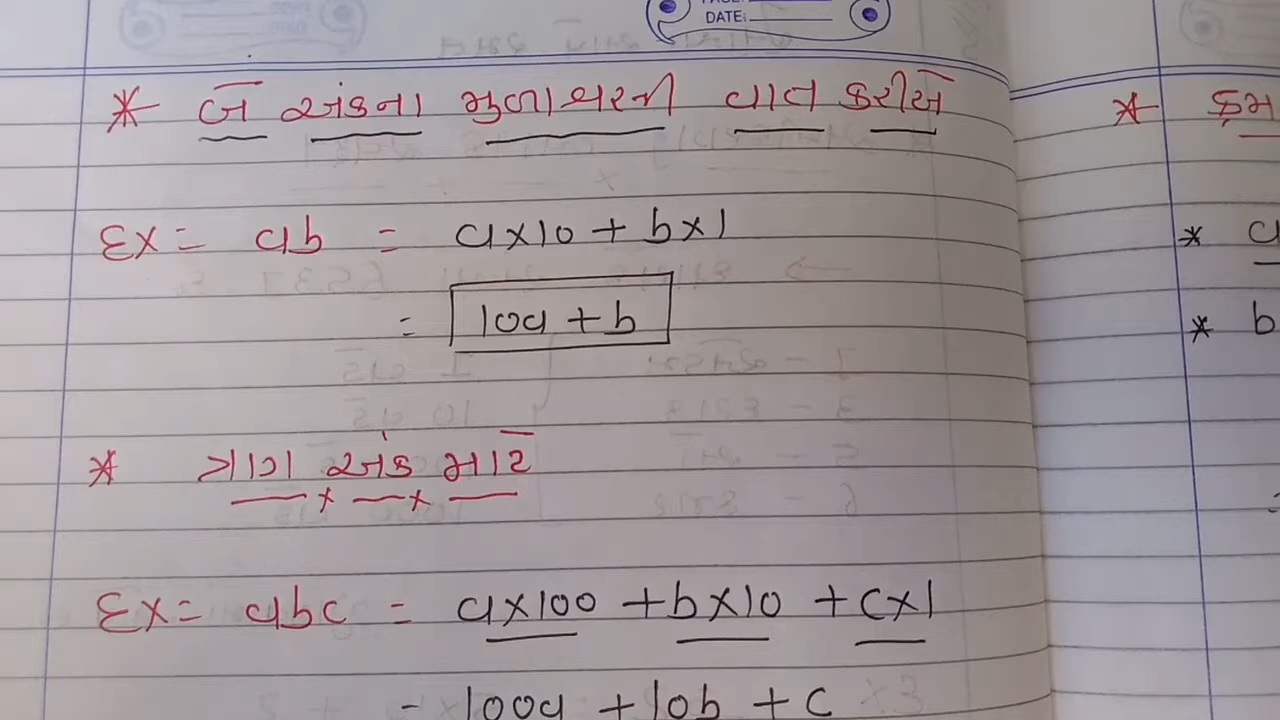 DATE:
* બે અંકના મુળાક્ષરની વાત કરીએ
Ex = ab = a×10 + b×1
= 10a + b
* ત્રણ અંક માટે
Ex = abc = a×100 + b×10 + c×1
= 100a + 10b + c
*
* a
* b